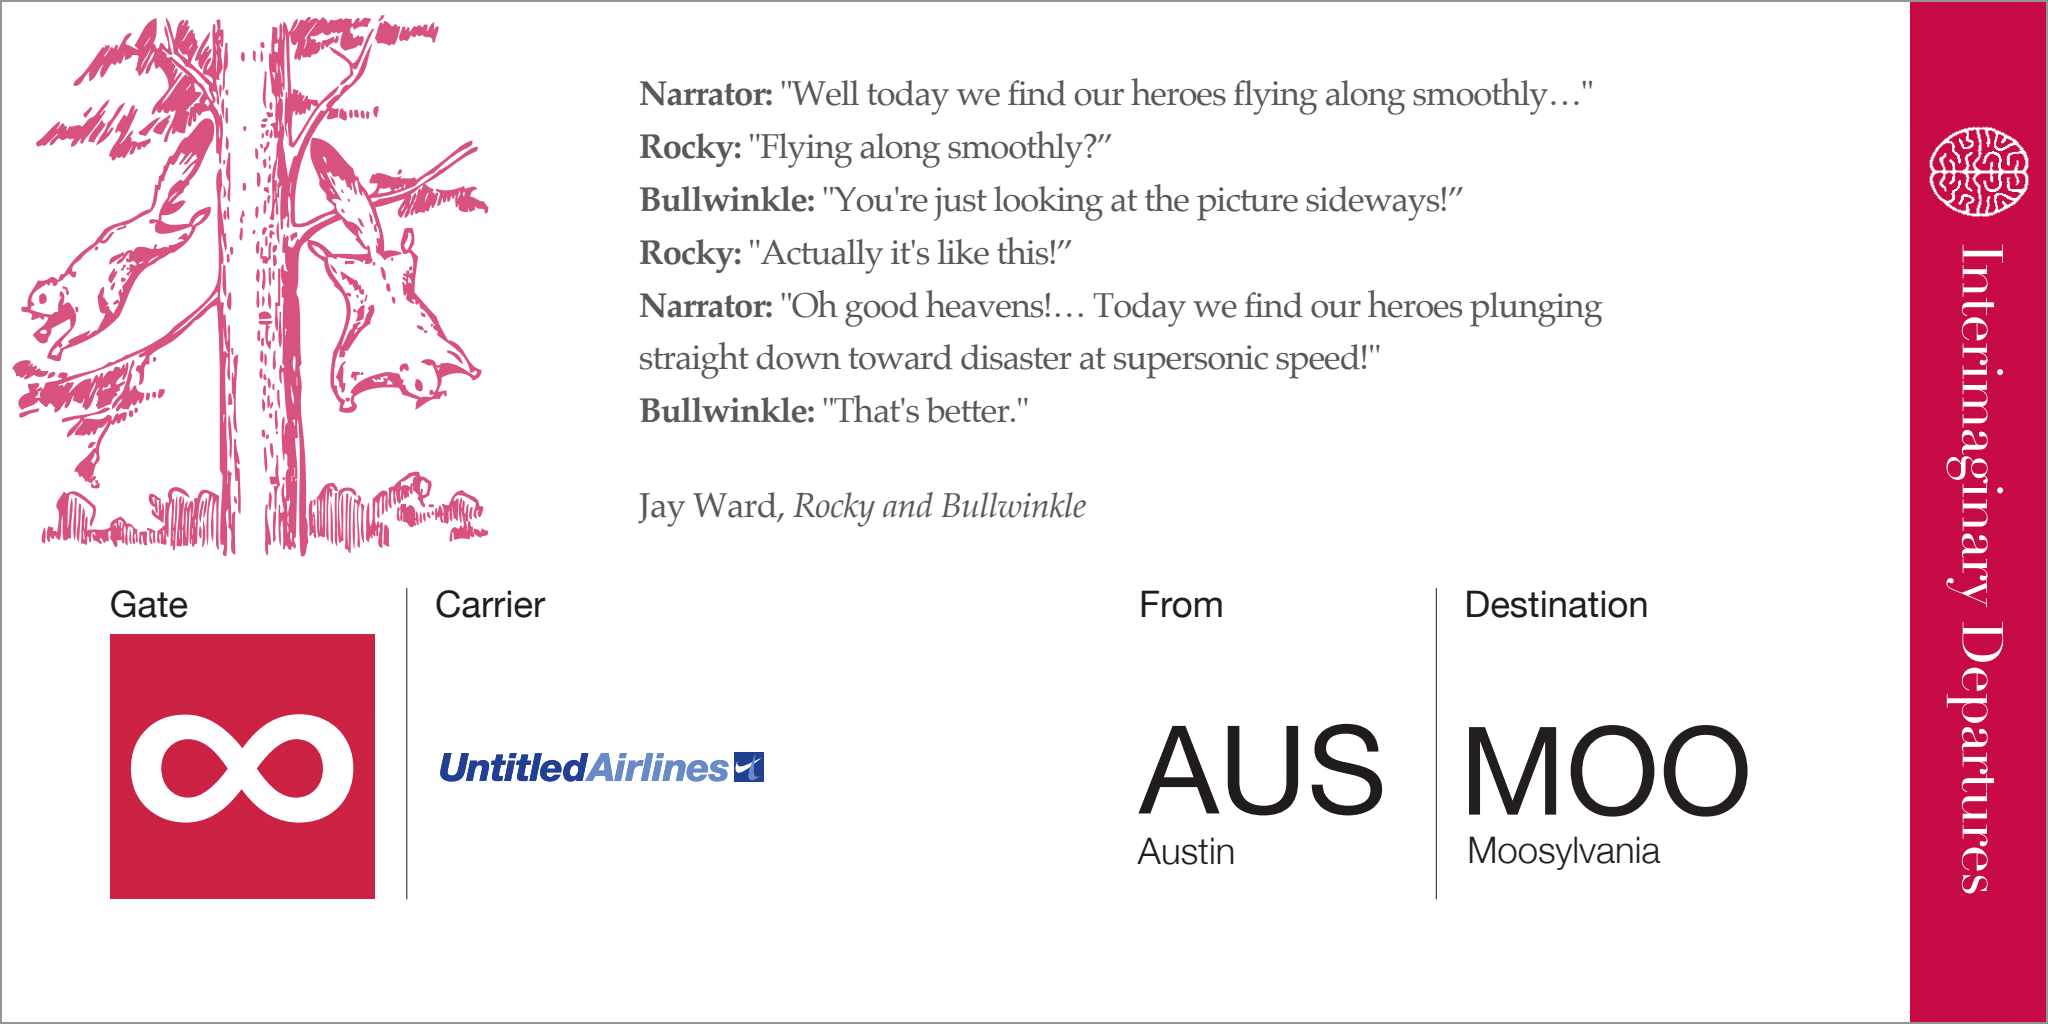 Narrator: "Well today we find our heroes flying along smoothly…"
Rocky: "Flying along smoothly?”
Bullwinkle: "You're just looking at the picture sideways!”
Rocky: "Actually it's like this!”
Narrator: "Oh good heavens!… Today we find our heroes plunging
straight down toward disaster at supersonic speed!"
Bullwinkle: "That's better."
Jay Ward, Rocky and Bullwinkle
Gate
Carrier
From
Destination
∞
UntitledAirlines
AUS
MOO
Austin
Moosylvania
Interimaginary Departures